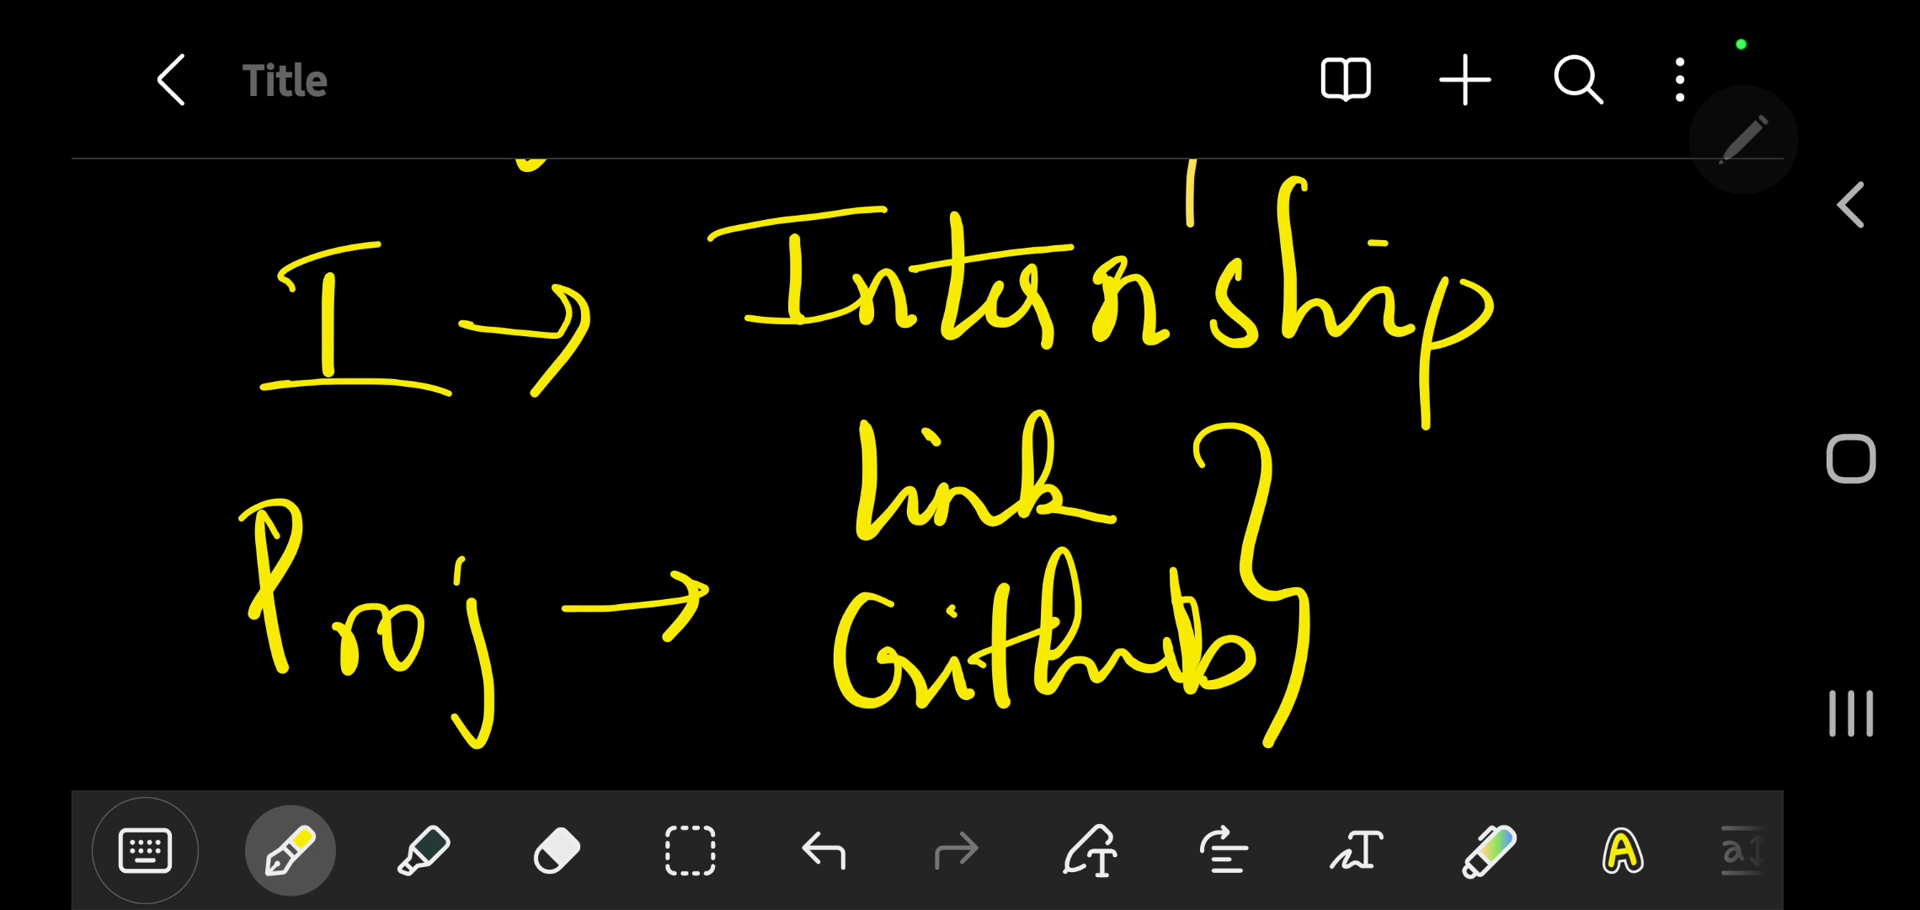 Title
I → Internship
link
Proj → Github }